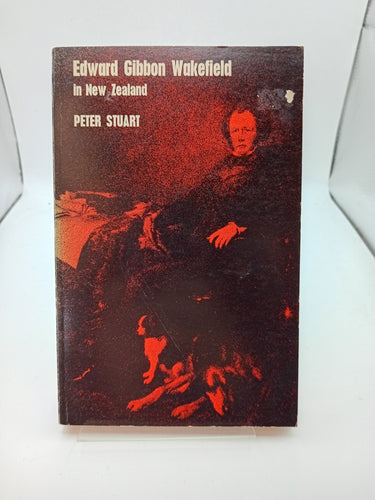 Edward Gibbon Wakefield
in New Zealand
PETER STUART